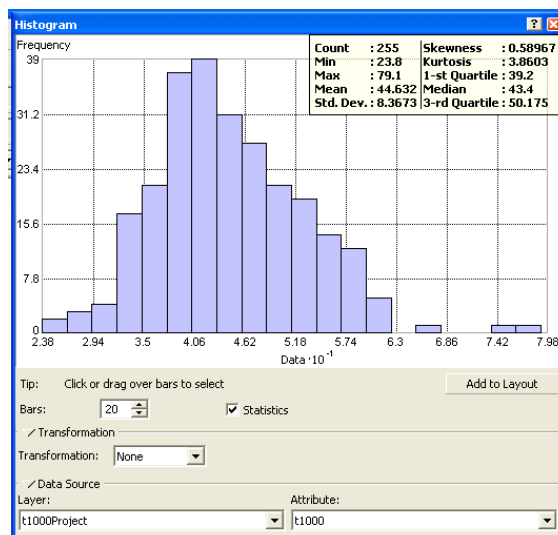 Histogram
Frequency
Count : 255 Skewness : 0.58967
Min : 23.8 Kurtosis : 3.8603
Max : 79.1 1-st Quartile : 39.2
Mean : 44.632 Median : 43.4
Std. Dev. : 8.3673 3-rd Quartile : 50.175
39
31.2
23.4
15.6
7.8
0
2.38 2.94 3.5 4.06 4.62 5.18 5.74 6.3 6.86 7.42 7.98
Data ·10⁻¹
Tip: Click or drag over bars to select Add to Layout
Bars: 20 Statistics
Transformation
Transformation: None
Data Source
Layer: Attribute:
t1000Project t1000